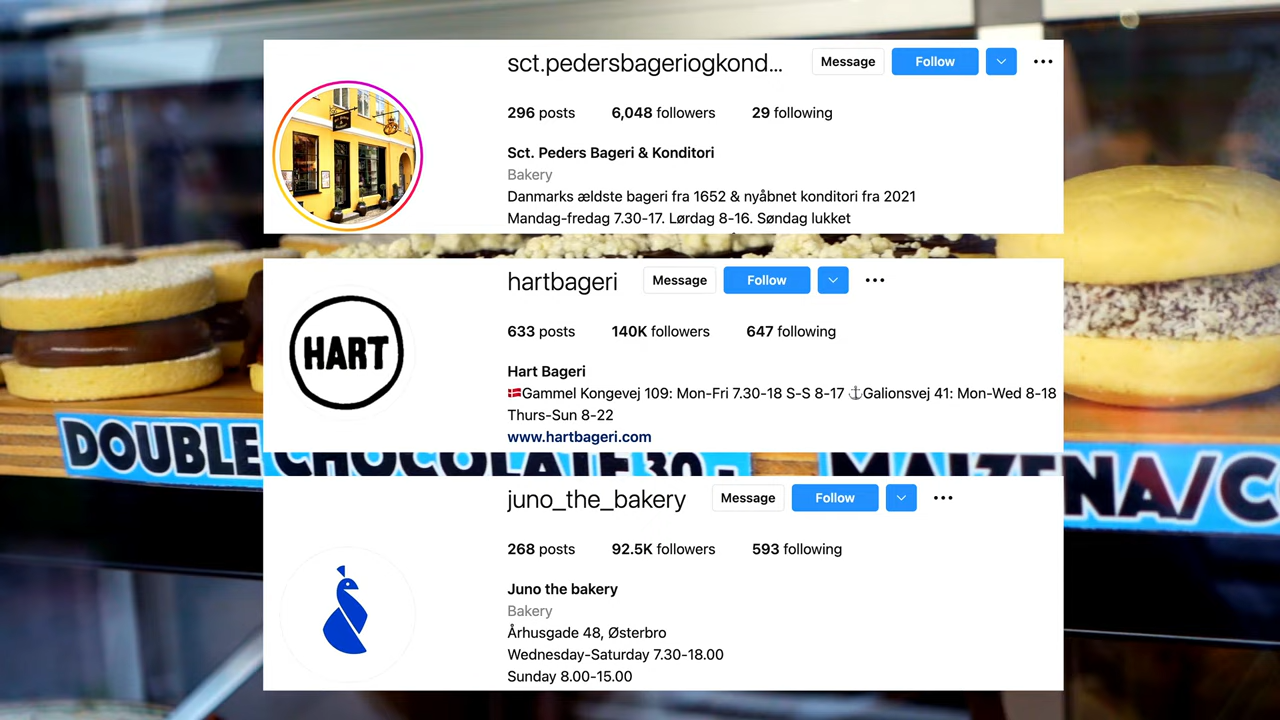 sct.pedersbageriogkond... Message Follow
296 posts 6,048 followers 29 following
Sct. Peders Bageri & Konditori
Bakery
Danmarks ældste bageri fra 1652 & nyåbnet konditori fra 2021
Mandag-fredag 7.30-17. Lørdag 8-16. Søndag lukket
hartbageri Message Follow
633 posts 140K followers 647 following
HART
Hart Bageri
🇩🇰Gammel Kongevej 109: Mon-Fri 7.30-18 S-S 8-17 ⚓Galionsvej 41: Mon-Wed 8-18
Thurs-Sun 8-22
www.hartbageri.com
DOUBLE CHOCOLATE 30,-
MAIZENA/CO
juno_the_bakery Message Follow
268 posts 92.5K followers 593 following
Juno the bakery
Bakery
Århusgade 48, Østerbro
Wednesday-Saturday 7.30-18.00
Sunday 8.00-15.00